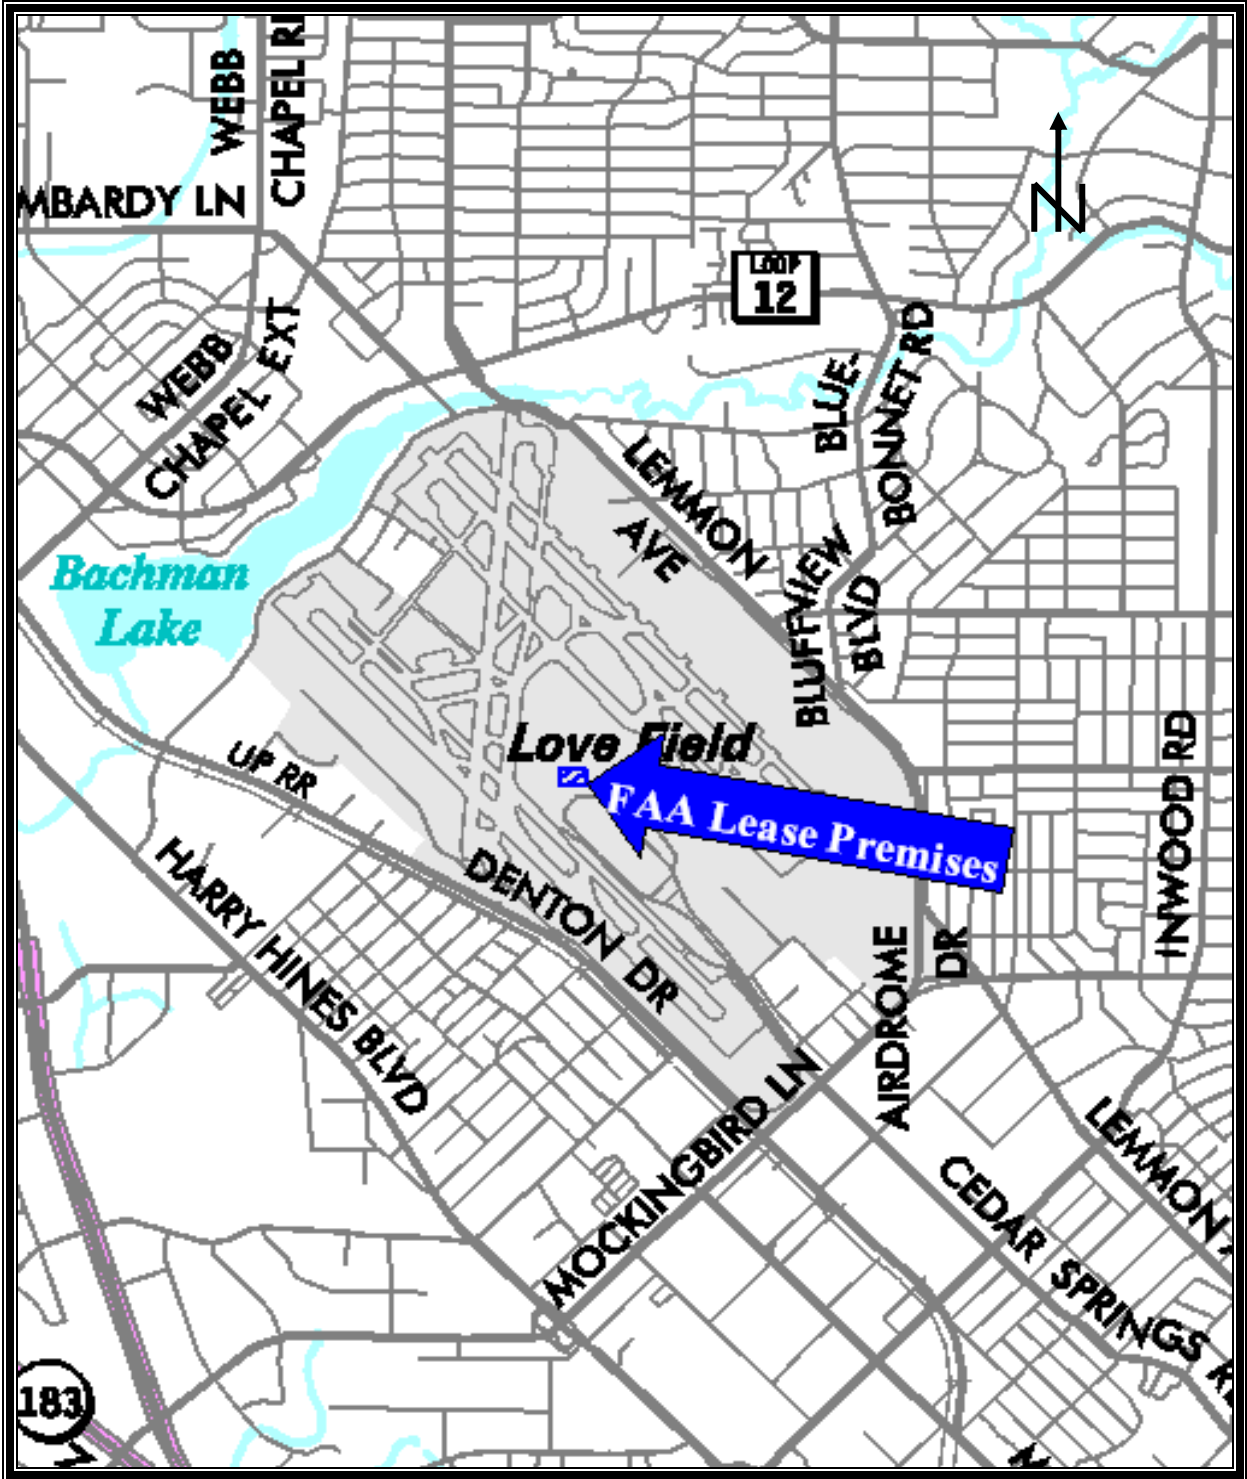 WEBB
CHAPEL R
MBARDY LN
LOOP
12
WEBB
CHAPEL EXT
BLUE-
BONNET RD
LEMMON
AVE
BLUFFVIEW
BLVD
Bachman
Lake
Love Field
FAA Lease Premises
UP RR
INWOOD RD
HARRY HINES BLVD
DENTON DR
AIRDROME
DR
MOCKINGBIRD LN
LEMMON
CEDAR SPRINGS R
183
N